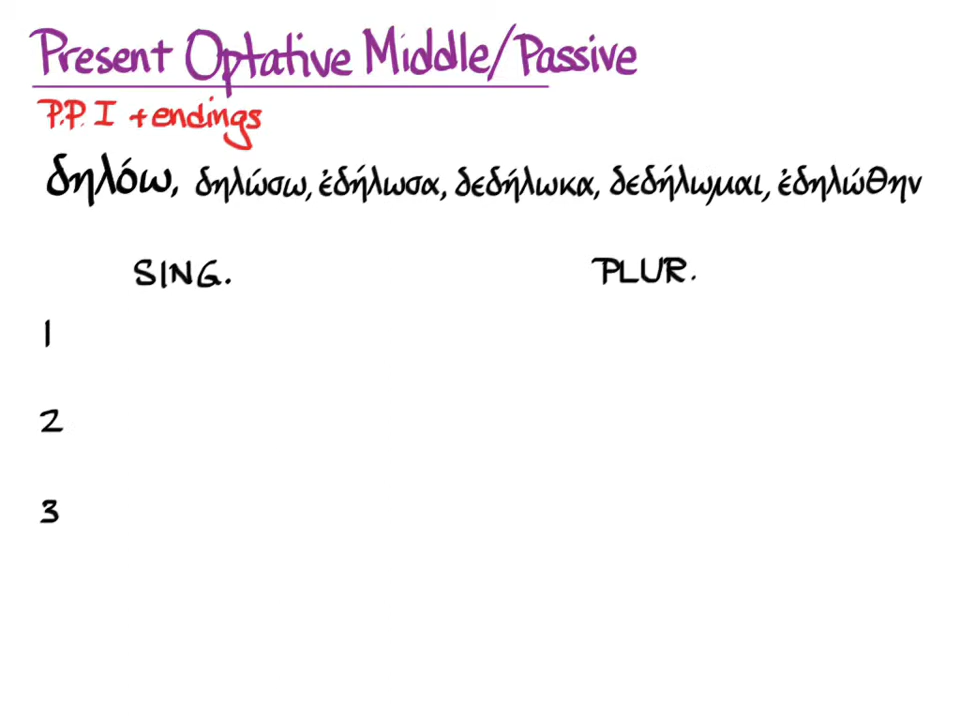 Present Optative Middle/Passive
P.P. I + endings
δηλόω, δηλώσω, ἐδήλωσα, δεδήλωκα, δεδήλωμαι, ἐδηλώθην
SING. PLUR.
1
2
3